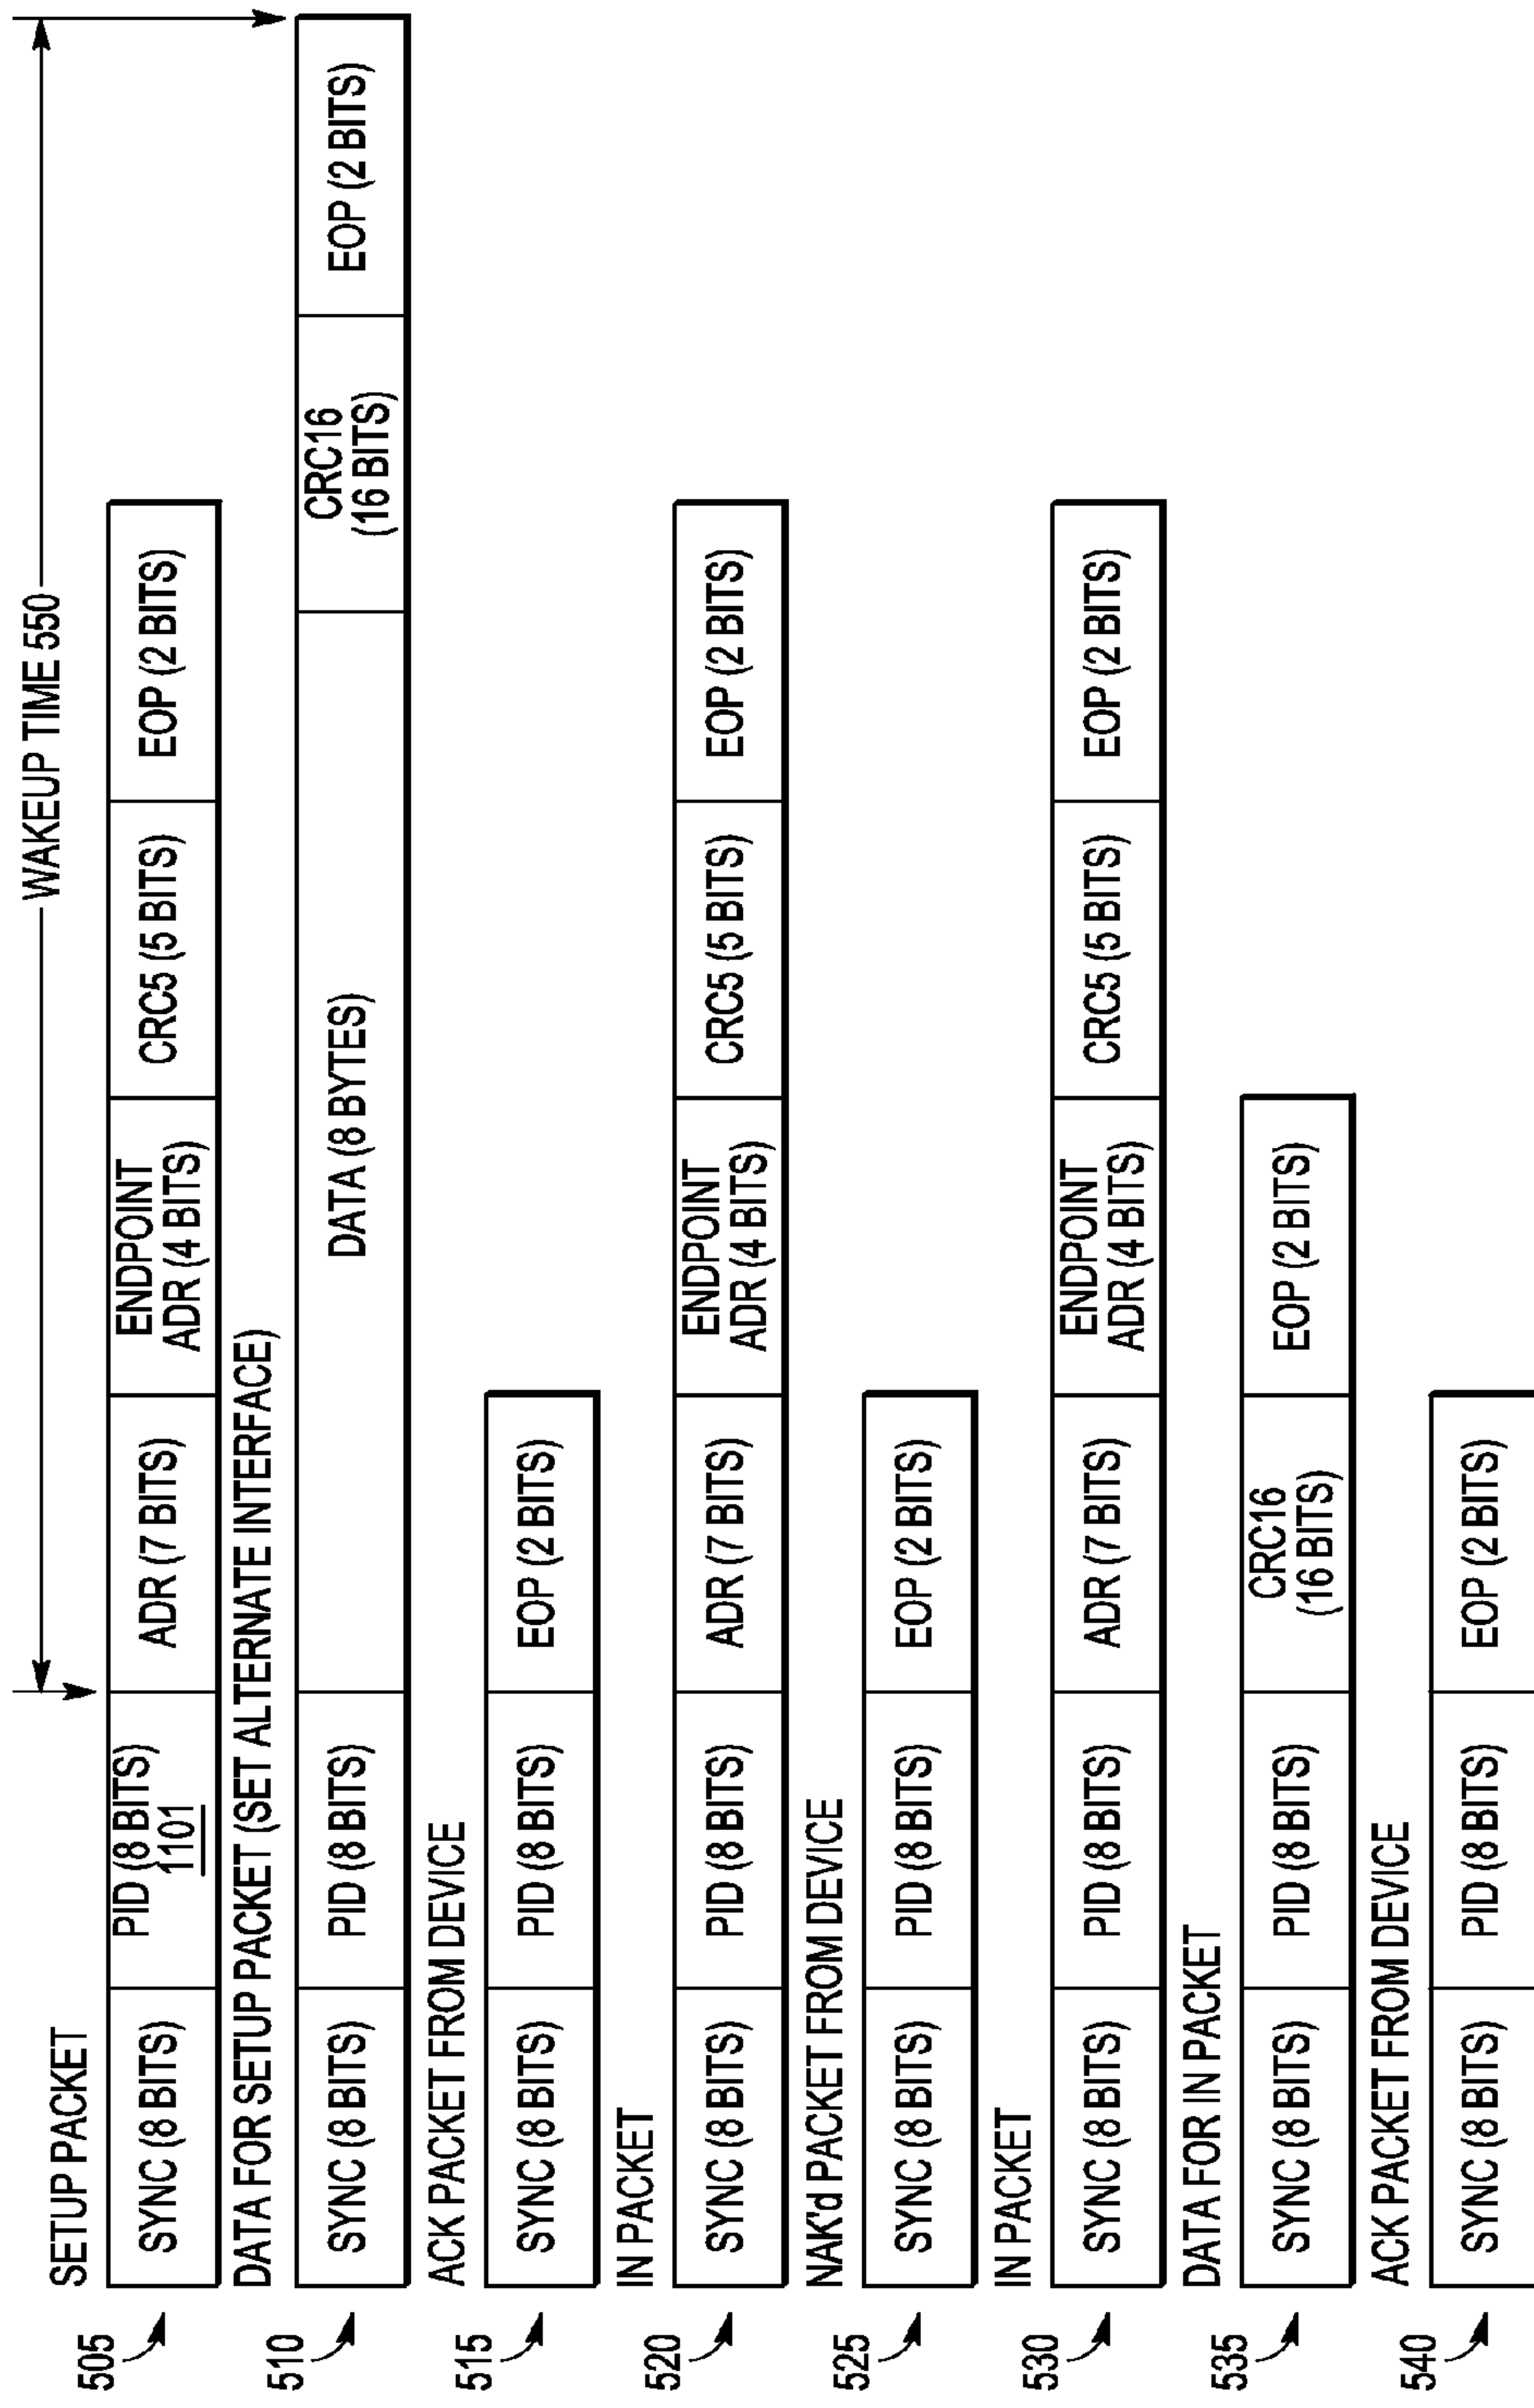 WAKEUP TIME 550
SETUP PACKET
505
SYNC (8 BITS)
PID (8 BITS)
1101
ADR (7 BITS)
ENDPOINT
ADR (4 BITS)
CRC5 (5 BITS)
EOP (2 BITS)
DATA FOR SETUP PACKET (SET ALTERNATE INTERFACE)
510
SYNC (8 BITS)
PID (8 BITS)
DATA (8 BYTES)
CRC16
(16 BITS)
EOP (2 BITS)
ACK PACKET FROM DEVICE
515
SYNC (8 BITS)
PID (8 BITS)
EOP (2 BITS)
IN PACKET
520
SYNC (8 BITS)
PID (8 BITS)
ADR (7 BITS)
ENDPOINT
ADR (4 BITS)
CRC5 (5 BITS)
EOP (2 BITS)
NAK'd PACKET FROM DEVICE
525
SYNC (8 BITS)
PID (8 BITS)
EOP (2 BITS)
IN PACKET
530
SYNC (8 BITS)
PID (8 BITS)
ADR (7 BITS)
ENDPOINT
ADR (4 BITS)
CRC5 (5 BITS)
EOP (2 BITS)
DATA FOR IN PACKET
535
SYNC (8 BITS)
PID (8 BITS)
CRC16
(16 BITS)
EOP (2 BITS)
ACK PACKET FROM DEVICE
540
SYNC (8 BITS)
PID (8 BITS)
EOP (2 BITS)